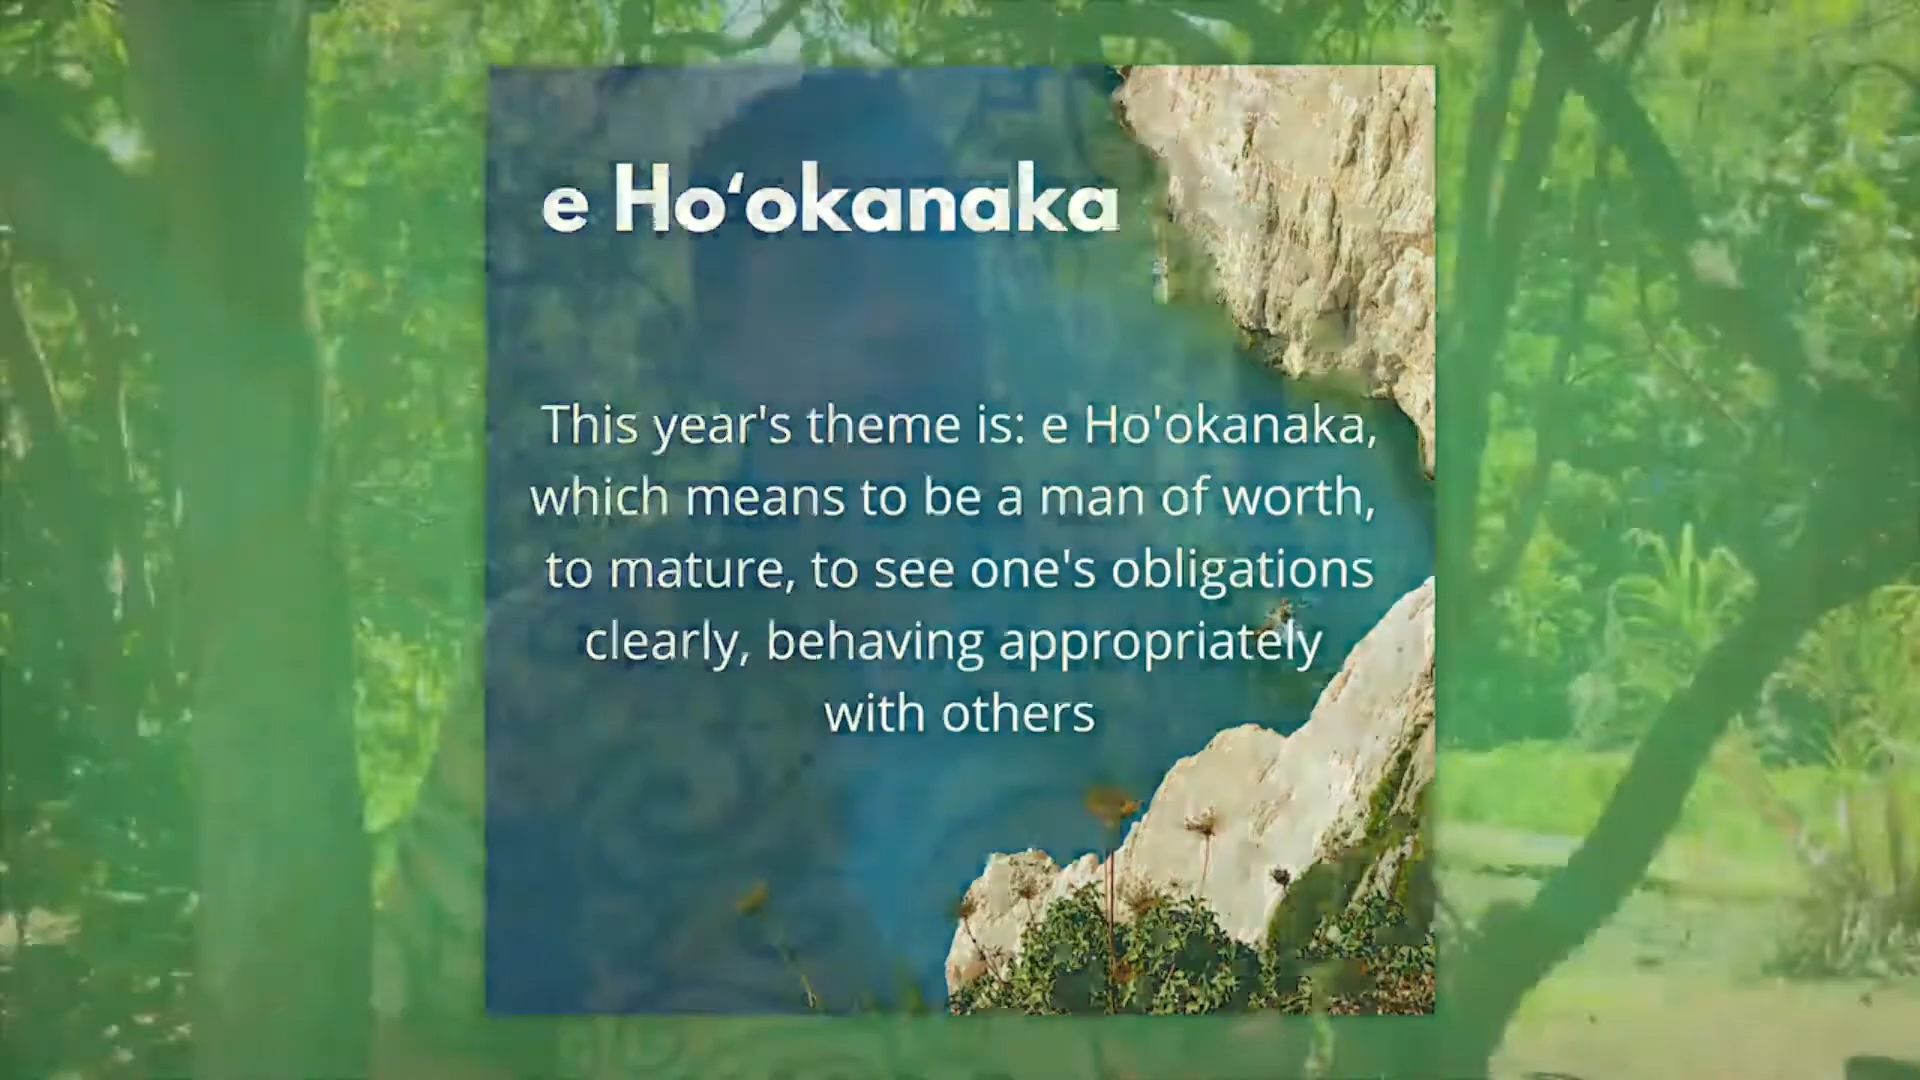 e Hoʻokanaka
This year's theme is: e Ho'okanaka,
which means to be a man of worth,
to mature, to see one's obligations
clearly, behaving appropriately
with others